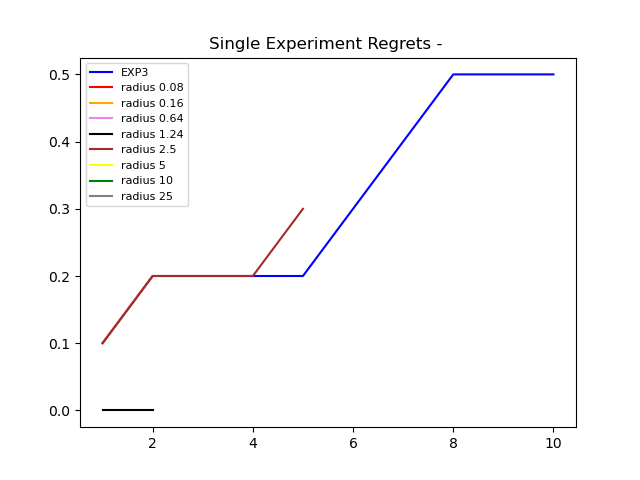 Single Experiment Regrets -
EXP3
radius 0.08
radius 0.16
radius 0.64
radius 1.24
radius 2.5
radius 5
radius 10
radius 25
0.5
0.4
0.3
0.2
0.1
0.0
2 4 6 8 10